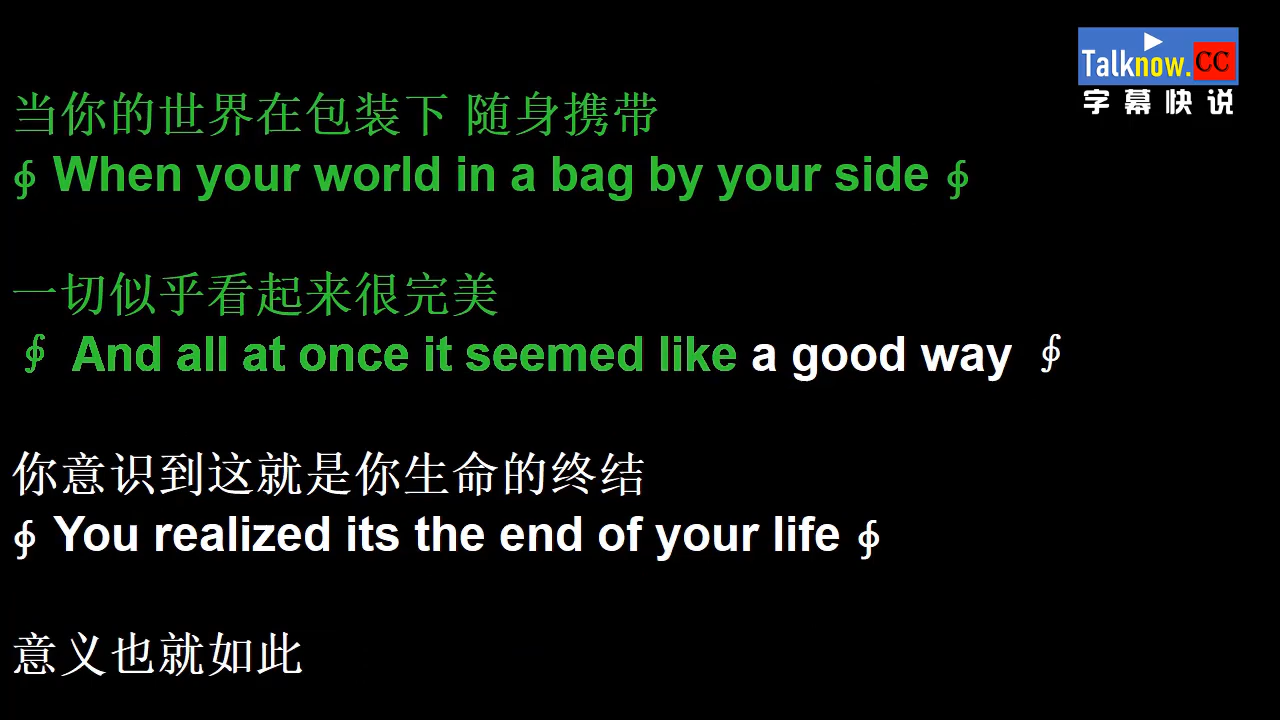 Talknow.CC
字幕快说
当你的世界在包装下 随身携带
∮ When your world in a bag by your side ∮
一切似乎看起来很完美
∮ And all at once it seemed like a good way ∮
你意识到这就是你生命的终结
∮ You realized its the end of your life ∮
意义也就如此